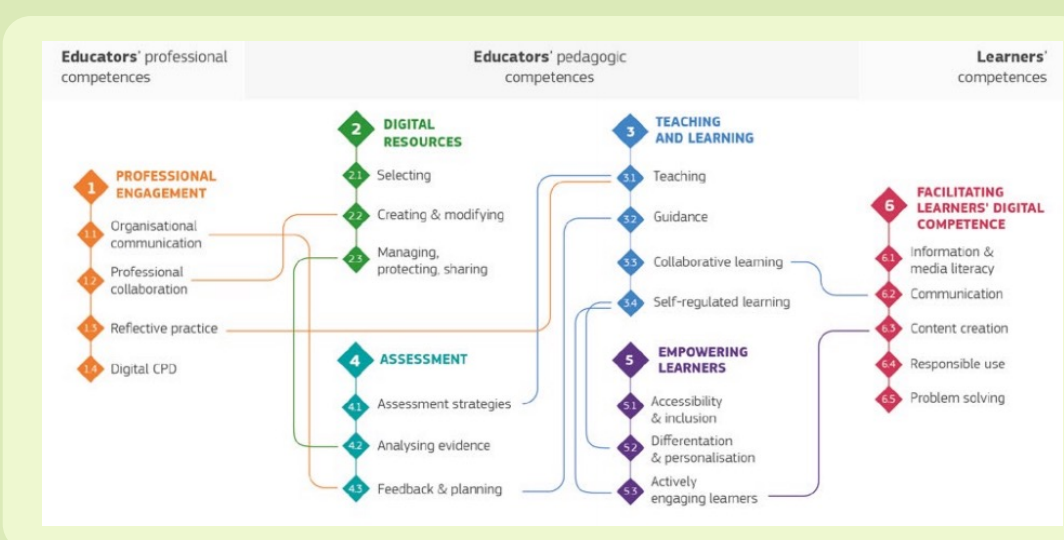 Educators' professional
competences
Educators' pedagogic
competences
Learners'
competences
1
PROFESSIONAL
ENGAGEMENT
1.1 Organisational
communication
1.2 Professional
collaboration
1.3 Reflective practice
1.4 Digital CPD
2
DIGITAL
RESOURCES
2.1 Selecting
2.2 Creating & modifying
2.3 Managing,
protecting, sharing
3
TEACHING
AND LEARNING
3.1 Teaching
3.2 Guidance
3.3 Collaborative learning
3.4 Self-regulated learning
4 ASSESSMENT
4.1 Assessment strategies
4.2 Analysing evidence
4.3 Feedback & planning
5
EMPOWERING
LEARNERS
5.1 Accessibility
& inclusion
5.2 Differentation
& personalisation
5.3 Actively
engaging learners
6
FACILITATING
LEARNERS' DIGITAL
COMPETENCE
6.1 Information &
media literacy
6.2 Communication
6.3 Content creation
6.4 Responsible use
6.5 Problem solving